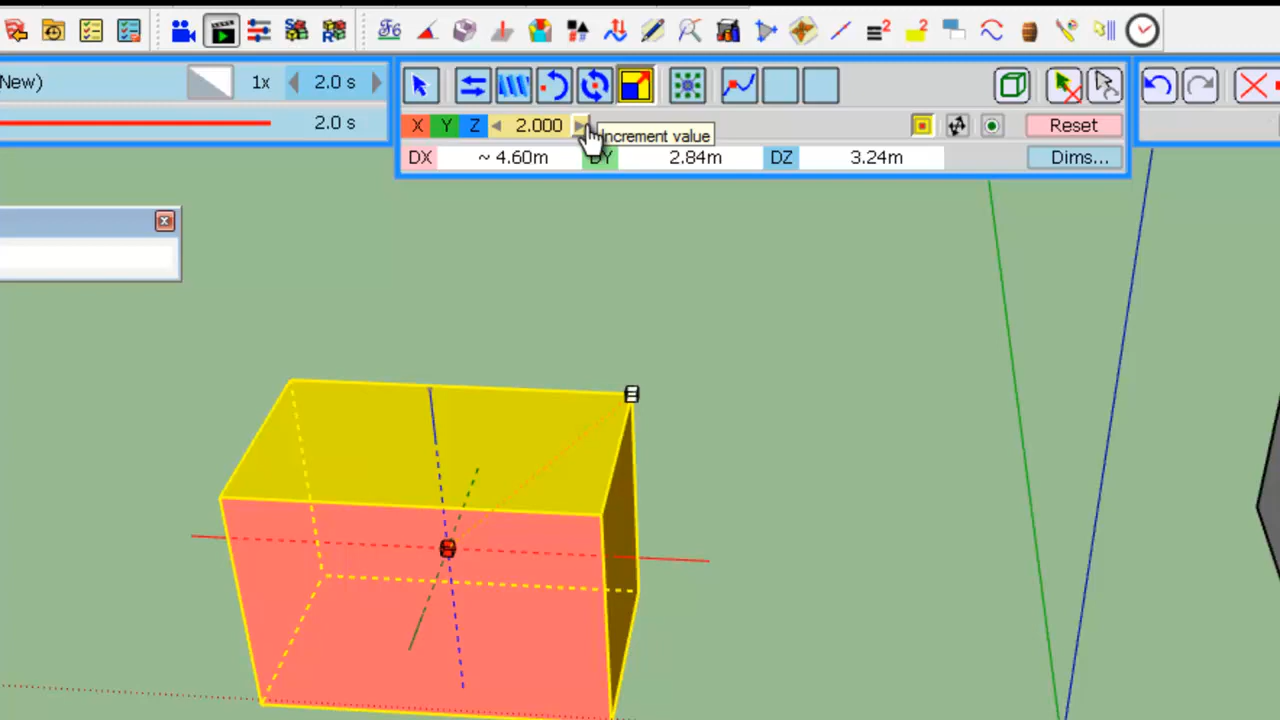 F6
New)
1x
2.0 s
2.0 s
X Y Z 2.000
Increment value
Reset
DX ~ 4.60m DY 2.84m DZ 3.24m
Dims...